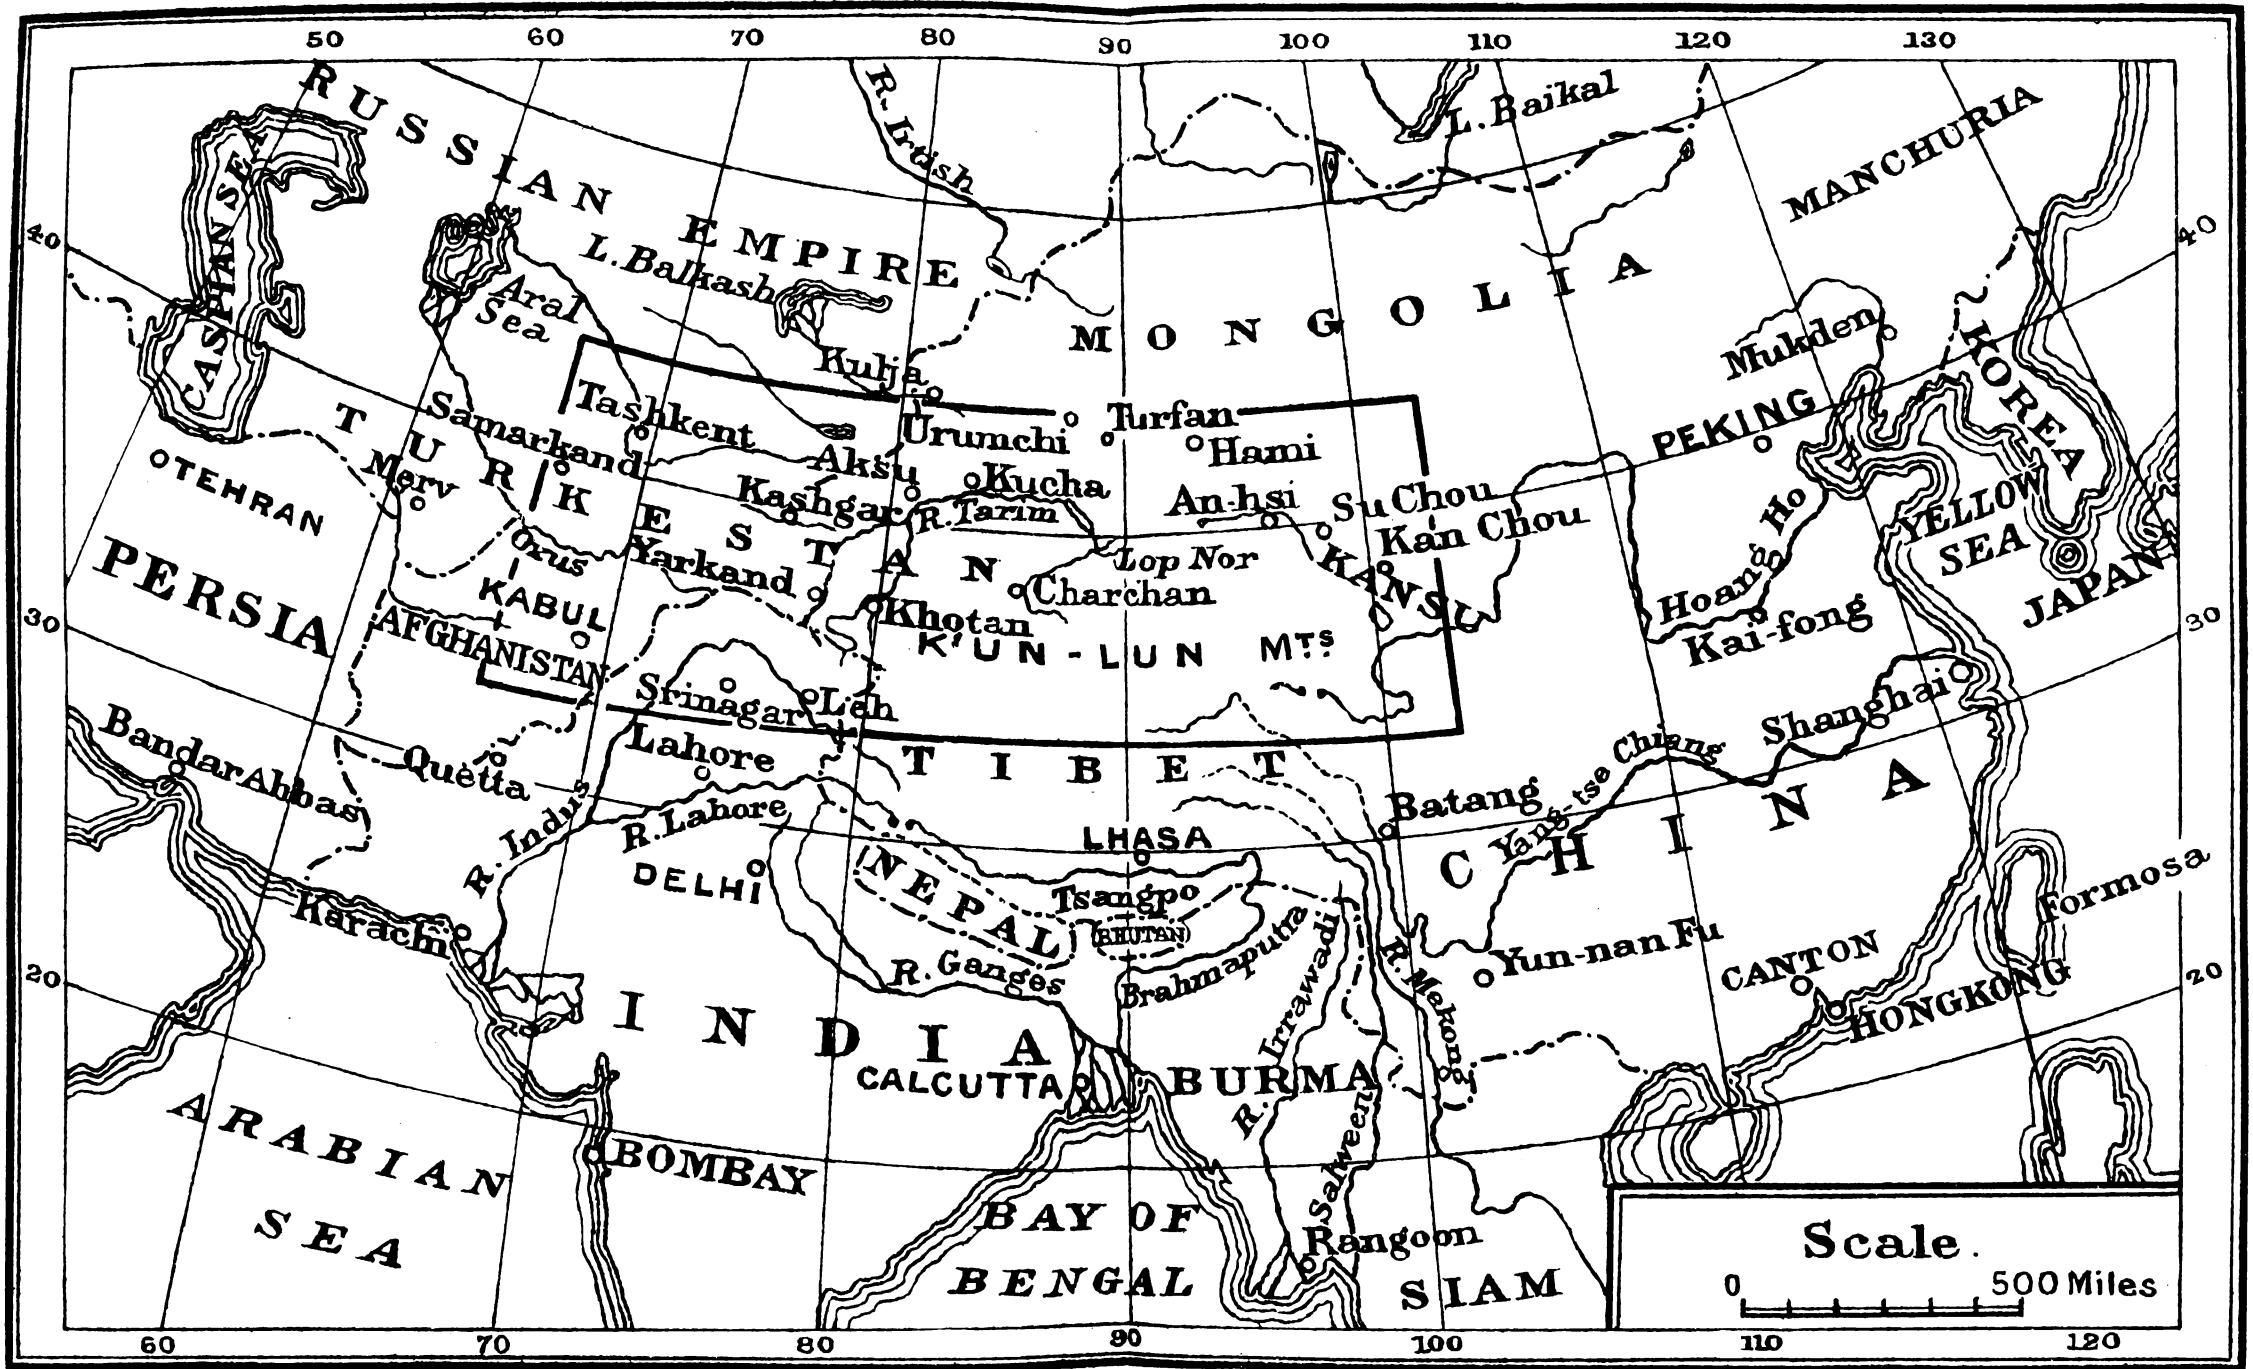 50 60 70 80 90 100 110 120 130
RUSSIAN EMPIRE
R. Irtish
L. Baikal
MANCHURIA
CASPIAN SEA
CASPIAN
40
40
L. Balkash
Aral
Sea
MONGOLIA
Kulja
Mukden
KOREA
Samarkand
Tashkent
Urumchi
Turfan
Hami
PEKING
TURKESTAN
Merv
TEHRAN
Aksu
Kucha
Kashgar
R. Tarim
An-hsi
Su Chou
Kan Chou
KANSU
Hoang Ho
YELLOW
SEA
JAPAN
PERSIA
Oxus
KABUL
Yarkand
Lop Nor
Charchan
Khotan
K'UN-LUN MTs.
Kai-fong
30
30
AFGHANISTAN
Srinagar
Leh
Shanghai
Bandar Abbas
Quetta
Lahore
TIBET
Yang-tse Chiang
Batang
CHINA
R. Indus
R. Lahore
LHASA
DELHI
NEPAL
Tsangpo
BHUTAN
Formosa
Karachi
R. Ganges
Brahmaputra
R. Irrawadi
R. Mekong
Yun-nan Fu
CANTON
HONGKONG
20
20
INDIA
CALCUTTA
BURMA
R. Salween
ARABIAN
SEA
BOMBAY
BAY OF
BENGAL
Rangoon
SIAM
Scale.
0 500 Miles
60 70 80 90 100 110 120